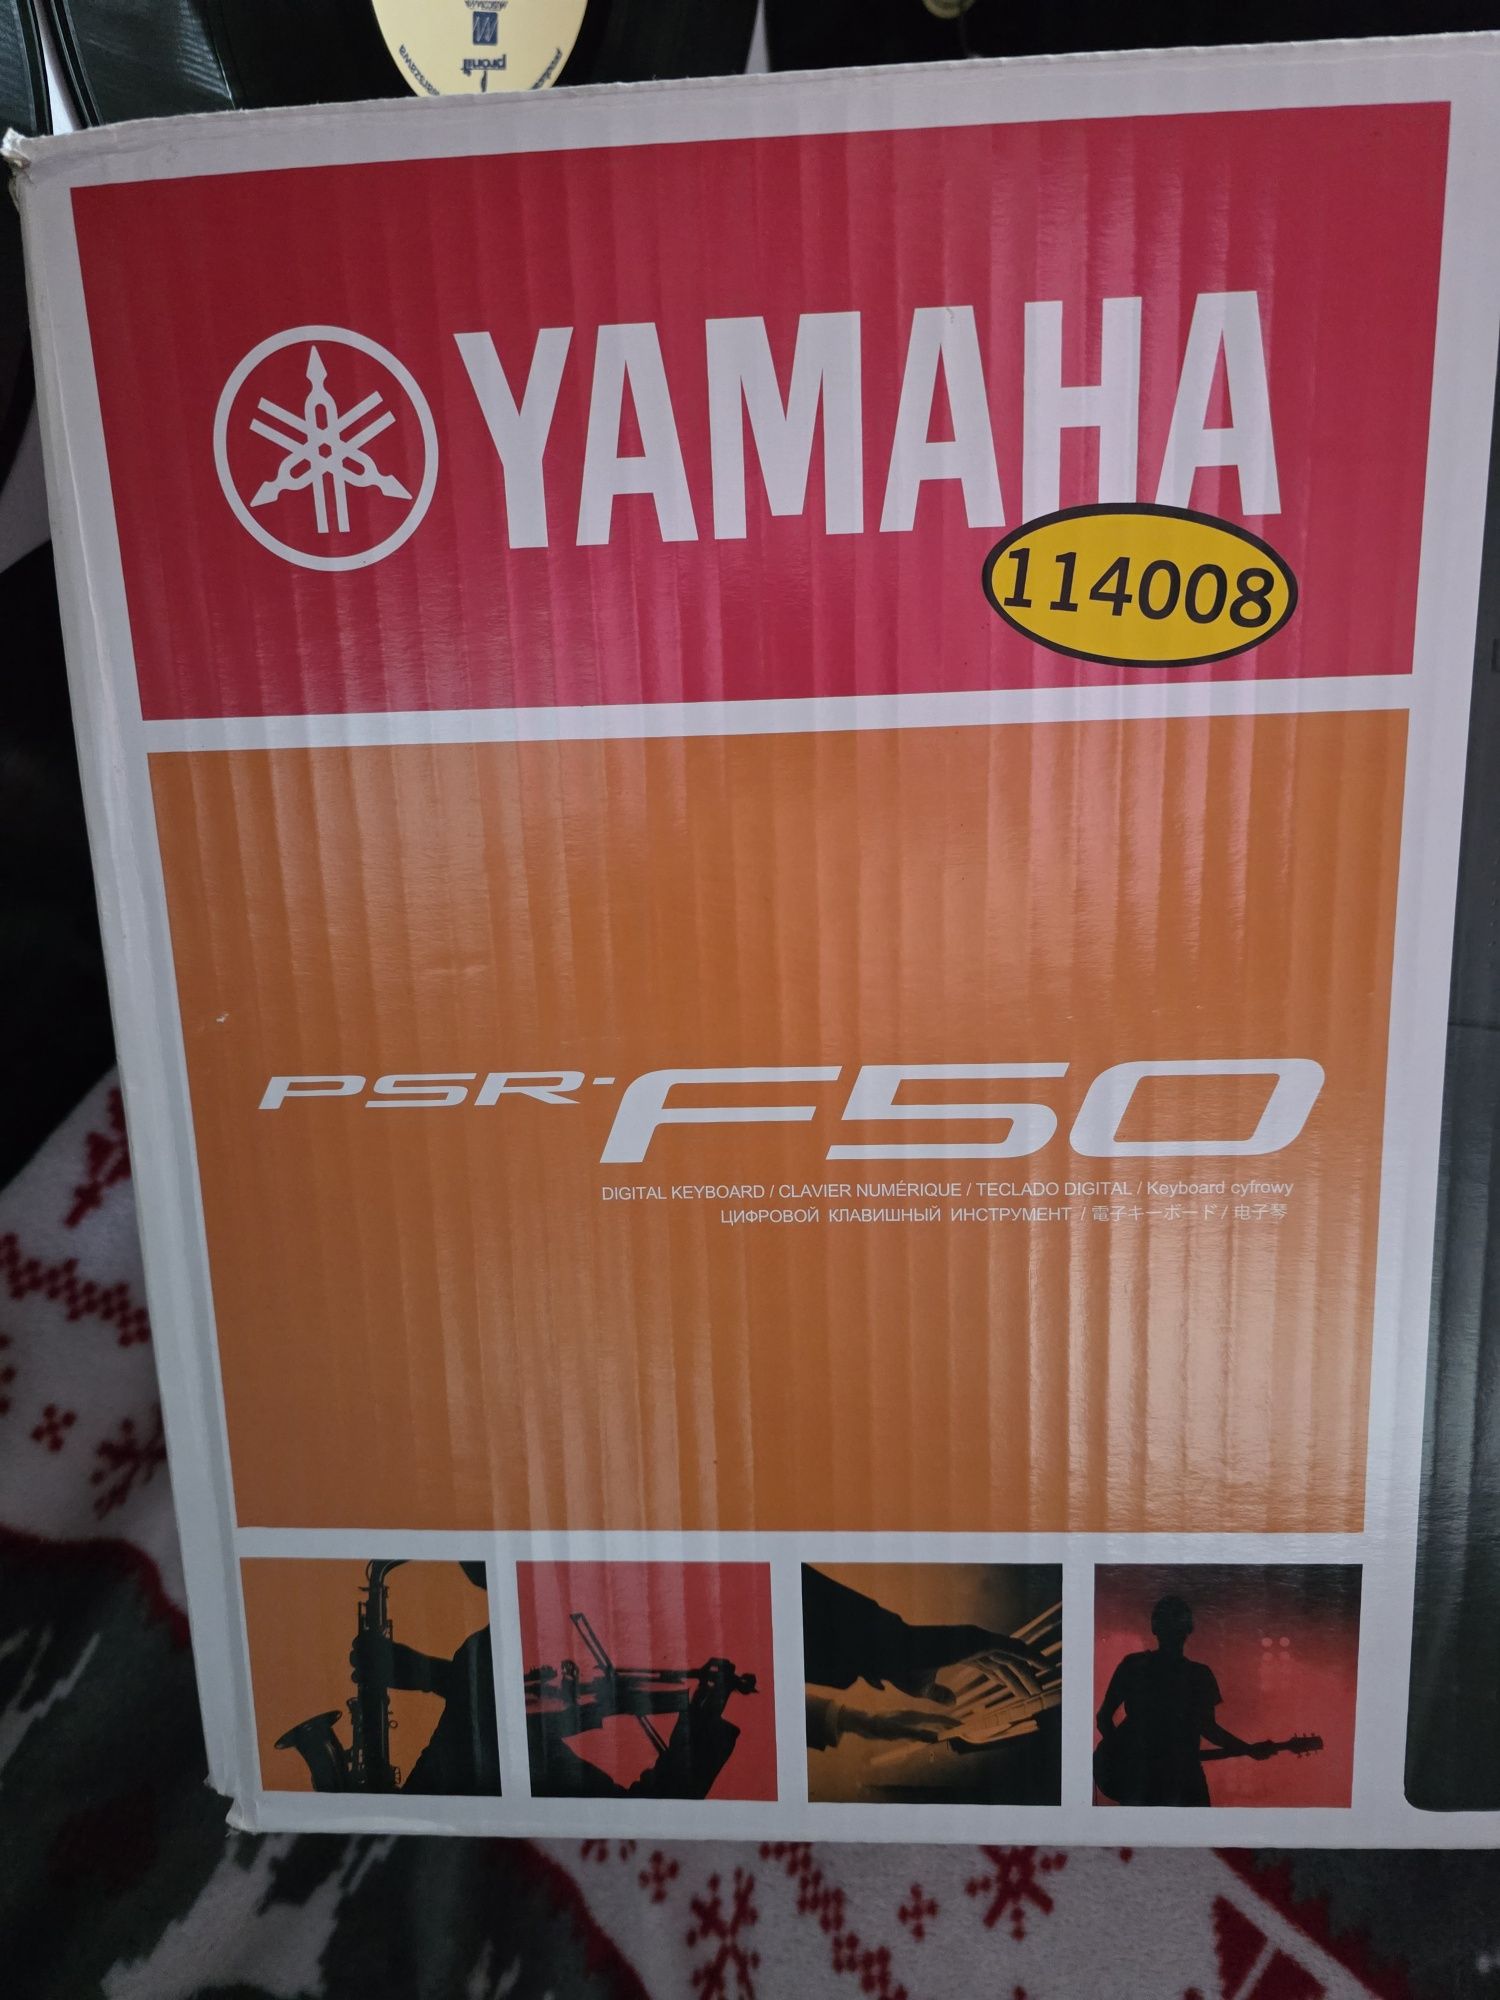 pronit
YAMAHA
114008
PSR-F50
DIGITAL KEYBOARD / CLAVIER NUMÉRIQUE / TECLADO DIGITAL / Keyboard cyfrowy
ЦИФРОВОЙ КЛАВИШНЫЙ ИНСТРУМЕНТ / 電子キーボード / 电子琴